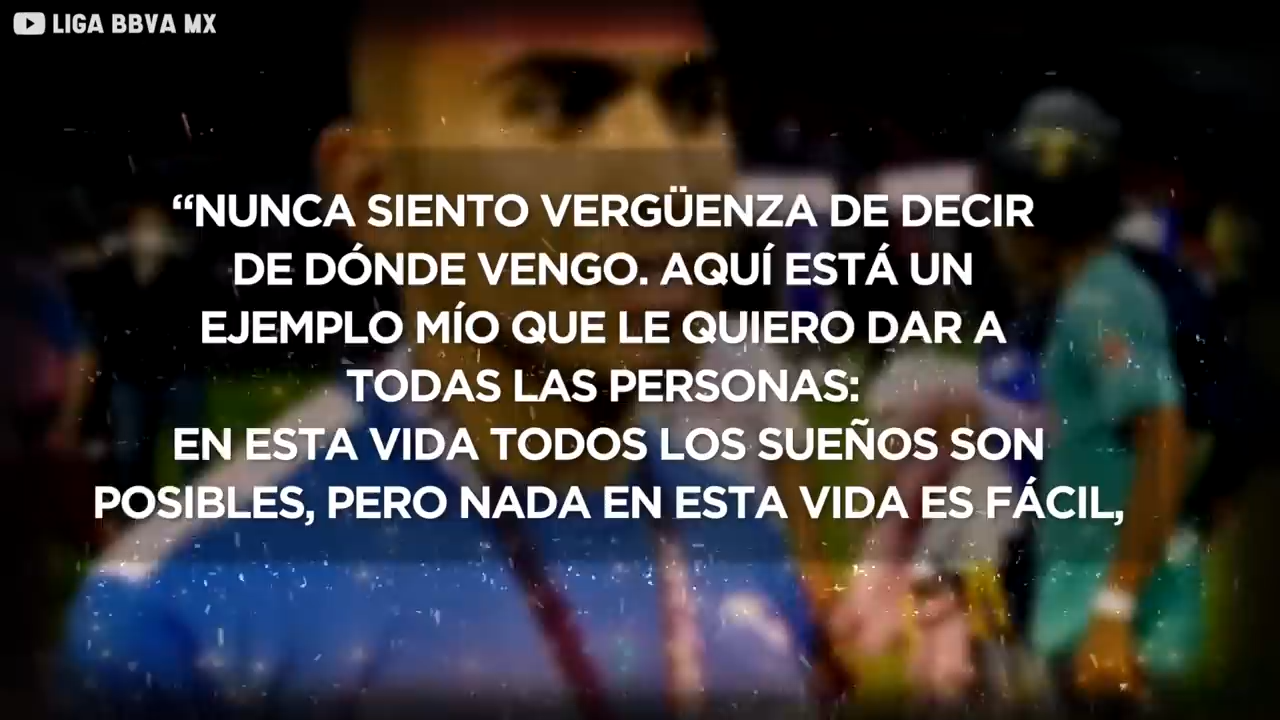 LIGA BBVA MX
“NUNCA SIENTO VERGÜENZA DE DECIR
DE DÓNDE VENGO. AQUÍ ESTÁ UN
EJEMPLO MÍO QUE LE QUIERO DAR A
TODAS LAS PERSONAS:
EN ESTA VIDA TODOS LOS SUEÑOS SON
POSIBLES, PERO NADA EN ESTA VIDA ES FÁCIL,